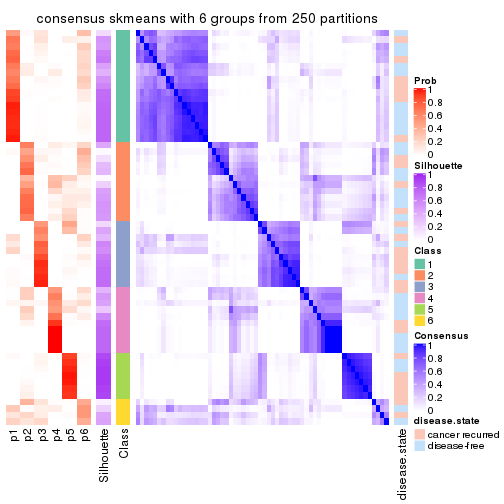 consensus skmeans with 6 groups from 250 partitions
Prob
1
0.8
0.6
0.4
0.2
0
Silhouette
1
0.8
0.6
0.4
0.2
0
Class
1
2
3
4
5
6
Consensus
1
0.8
0.6
0.4
0.2
0
disease.state
cancer recurred
disease-free
p1
p2
p3
p4
p5
p6
Silhouette
Class
disease.state